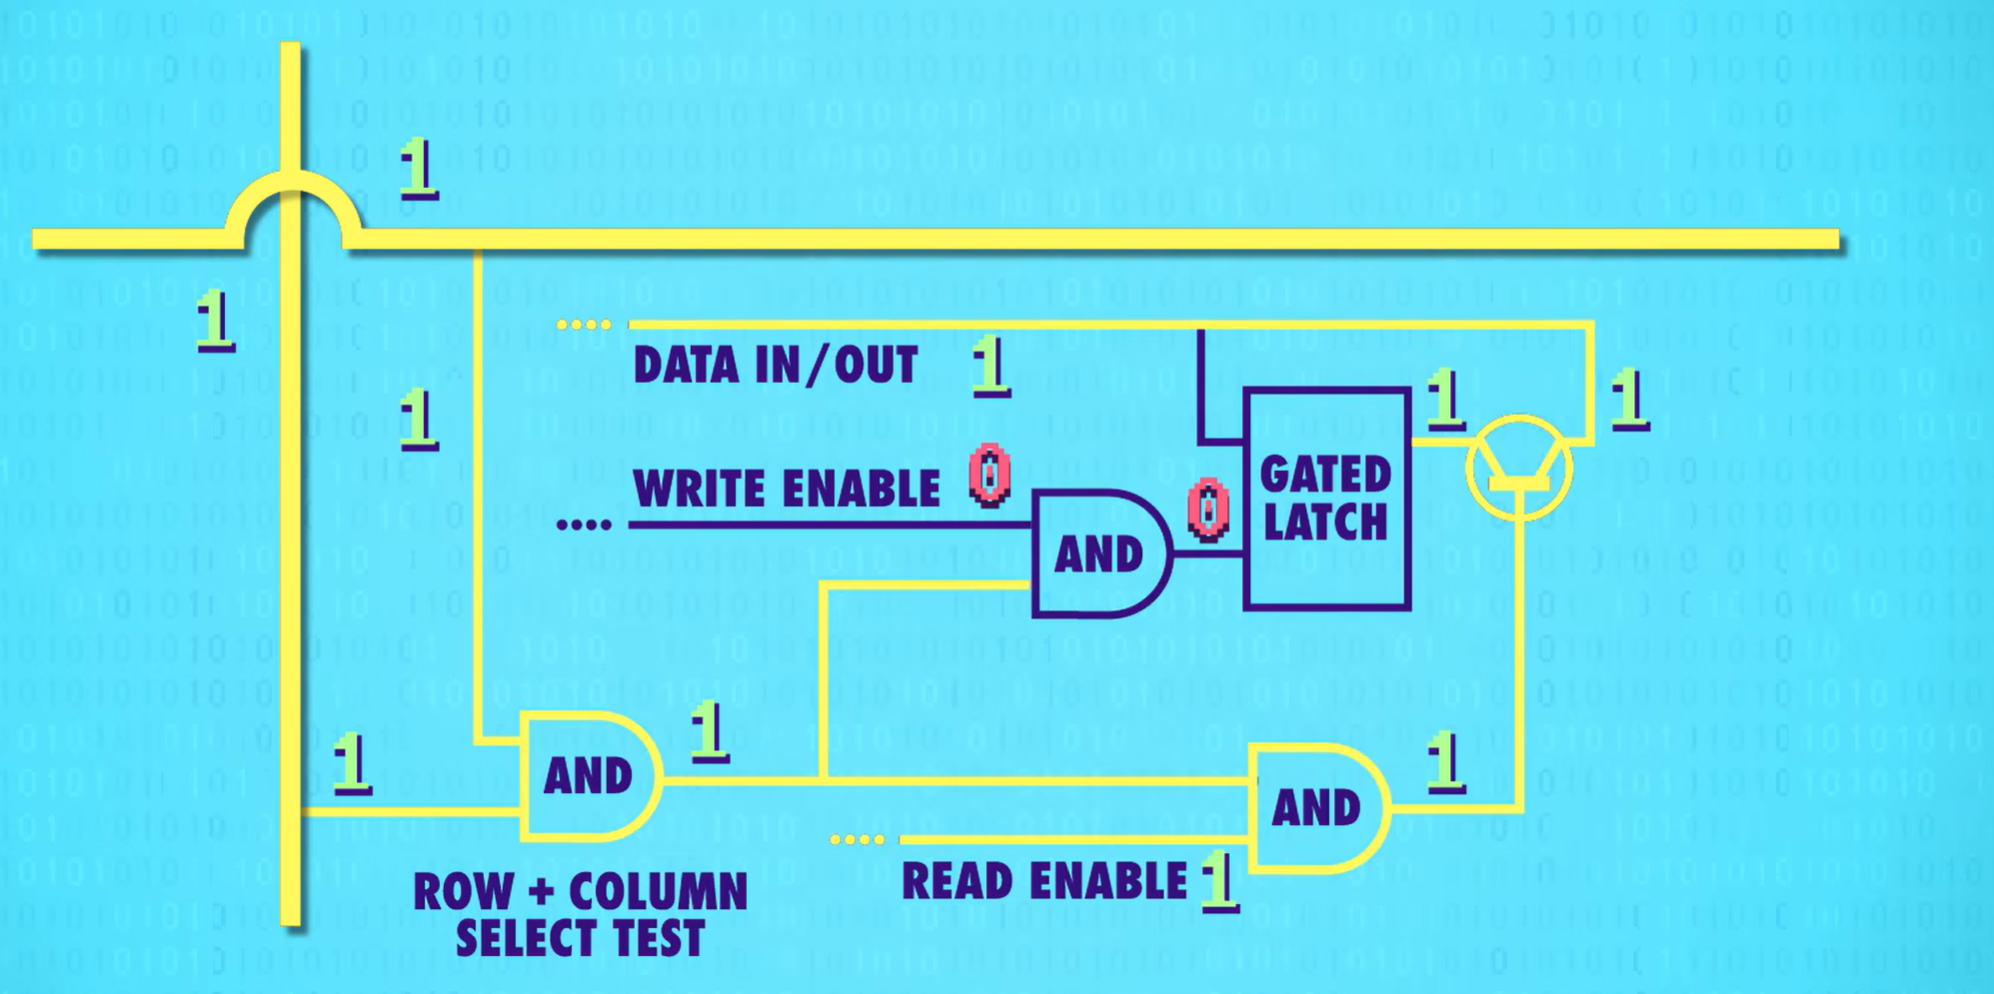 1
1
1
DATA IN/OUT 1
1
1
WRITE ENABLE 0
0
GATED
LATCH
AND
1
1
AND
1
AND
1
READ ENABLE 1
ROW + COLUMN
SELECT TEST